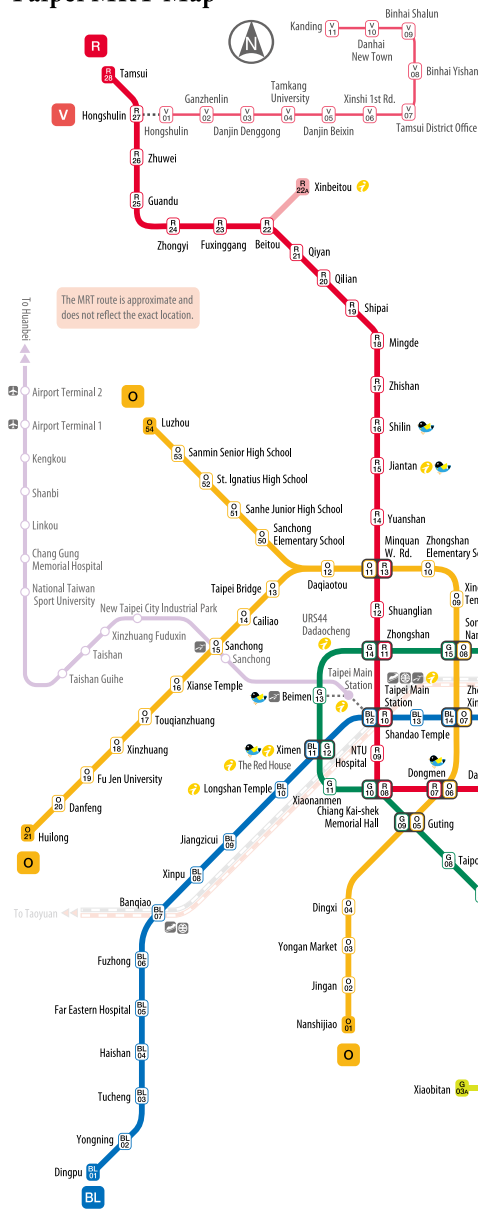 Taipei MRT Map
N
R
R
28
Tamsui
V
Hongshulin
R
27
V
01
Hongshulin
V
02
Ganzhenlin
V
03
Danjin Denggong
V
04
Tamkang
University
V
05
Danjin Beixin
V
06
Xinshi 1st Rd.
V
07
Tamsui District Office
V
08
Binhai Yishan
V
09
Binhai Shalun
V
10
Danhai
New Town
V
11
Kanding
R
26
Zhuwei
R
25
Guandu
R
24
Zhongyi
R
23
Fuxinggang
R
22
Beitou
R
22A
Xinbeitou
R
21
Qiyan
R
20
Qilian
R
19
Shipai
R
18
Mingde
R
17
Zhishan
R
16
Shilin
R
15
Jiantan
R
14
Yuanshan
The MRT route is approximate and
does not reflect the exact location.
To Huanbei
Airport Terminal 2
Airport Terminal 1
Kengkou
Shanbi
Linkou
Chang Gung
Memorial Hospital
National Taiwan
Sport University
O
O
54
Luzhou
O
53
Sanmin Senior High School
O
52
St. Ignatius High School
O
51
Sanhe Junior High School
O
50
Sanchong
Elementary School
O
12
Daqiaotou
O
11
R
13
Minquan
W. Rd.
O
10
Zhongshan
Elementary Sc
O
09
Xing
Ten
O
13
Taipei Bridge
O
14
Cailiao
O
15
Sanchong
Sanchong
New Taipei City Industrial Park
Xinzhuang Fuduxin
Taishan
Taishan Guihe
R
12
Shuanglian
URS44
Dadaocheng
G
14
R
11
Zhongshan
G
15
O
08
Son
Nan
Taipei Main
Station
G
13
Beimen
BL
12
R
10
Taipei Main
Station
BL
13
Shandao Temple
BL
14
O
07
Zho
Xin
O
16
Xianse Temple
O
17
Touqianzhuang
O
18
Xinzhuang
O
19
Fu Jen University
O
20
Danfeng
O
21
Huilong
O
BL
11
G
12
Ximen
The Red House
R
09
NTU
Hospital
BL
10
Longshan Temple
G
11
Xiaonanmen
G
10
R
08
Chiang Kai-shek
Memorial Hall
R
07
O
06
Dongmen
Da
G
09
O
05
Guting
G
08
Taipo
BL
09
Jiangzicui
BL
08
Xinpu
BL
07
Banqiao
To Taoyuan
BL
06
Fuzhong
BL
05
Far Eastern Hospital
BL
04
Haishan
BL
03
Tucheng
BL
02
Yongning
BL
01
Dingpu
BL
O
04
Dingxi
O
03
Yongan Market
O
02
Jingan
O
01
Nanshijiao
O
Xiaobitan
G
03A